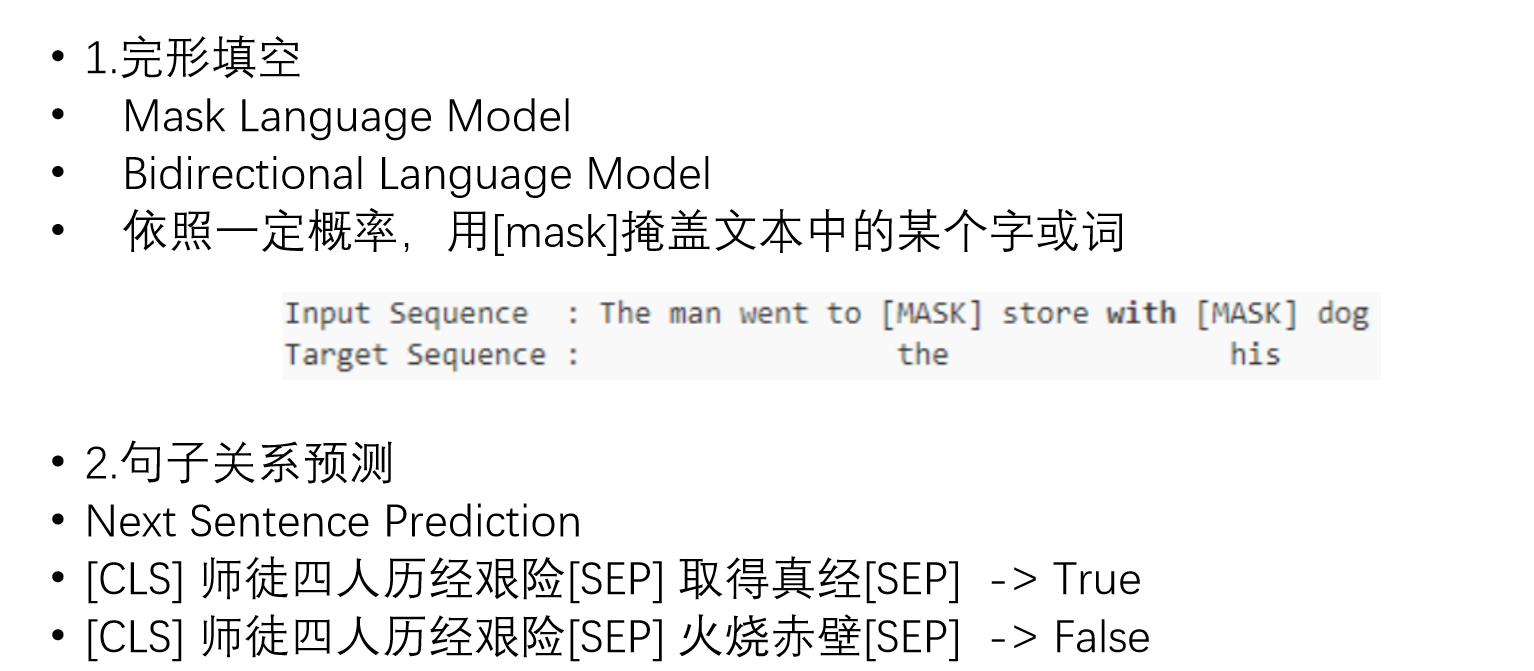 • 1.完形填空
• Mask Language Model
• Bidirectional Language Model
• 依照一定概率，用[mask]掩盖文本中的某个字或词
Input Sequence : The man went to [MASK] store with [MASK] dog
Target Sequence : the his
• 2.句子关系预测
• Next Sentence Prediction
• [CLS] 师徒四人历经艰险[SEP] 取得真经[SEP] -> True
• [CLS] 师徒四人历经艰险[SEP] 火烧赤壁[SEP] -> False